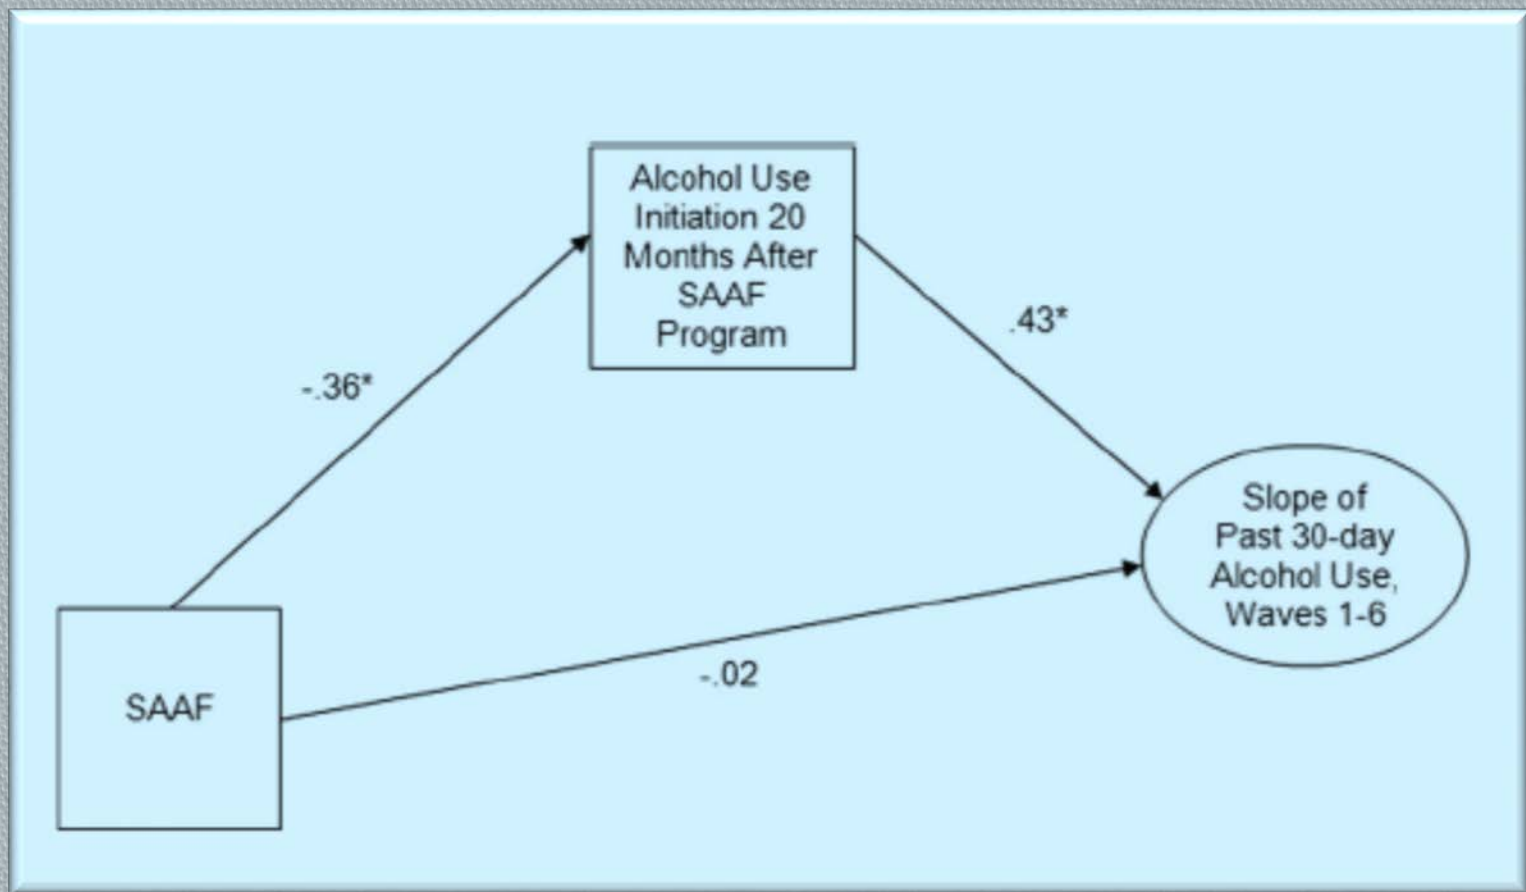 Alcohol Use
Initiation 20
Months After
SAAF
Program
-.36*
.43*
Slope of
Past 30-day
Alcohol Use,
Waves 1-6
-.02
SAAF